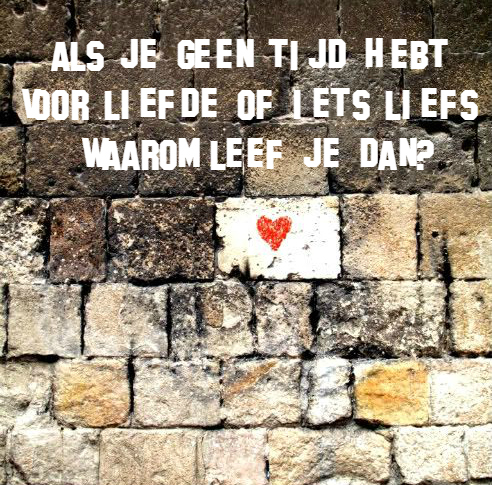 ALS JE GEEN TIJD HEBT
VOOR LIEFDE OF IETS LIEFS
WAAROM LEEF JE DAN?